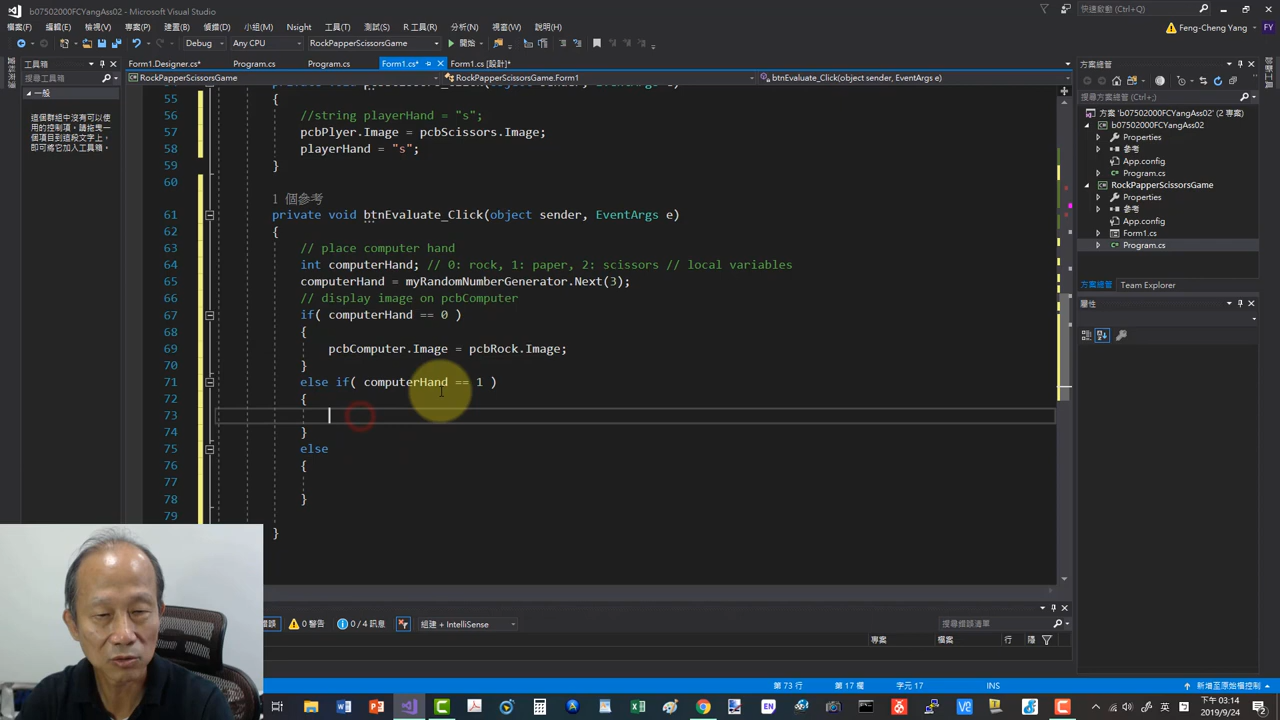 b07502000FCYangAss02 - Microsoft Visual Studio
快速啟動
檔案(F) 編輯(E) 檢視(V) 專案(P) 建置(B) 偵錯(D) 小組(M) Nsight 工具(T) 測試(S) R 工具(R) 分析(N) 視窗(W) 說明(H)
Feng-Cheng Yang
FY
Debug Any CPU RockPapperScissorsGame 開始
工具箱
Form1.Designer.cs* Program.cs Program.cs Form1.cs* Form1.cs [設計]*
方案總管
搜尋工具箱
RockPapperScissorsGame
RockPapperScissorsGame.Form1
btnEvaluate_Click(object sender, EventArgs e)
一般
這個群組中沒有可以使
用的控制項，請拖曳一
個項目到這段文字上，
即可將它加入工具箱。
搜尋方案總管 (Ctrl+;)
方案 'b07502000FCYangAss02' (2 專案)
b07502000FCYangAss02
Properties
參考
App.config
Program.cs
RockPapperScissorsGame
Properties
參考
App.config
Form1.cs
Program.cs
方案總管 Team Explorer
屬性
55 {
56 //string playerHand = "s";
57 pcbPlyer.Image = pcbScissors.Image;
58 playerHand = "s";
59 }
60
1 個參考
61 private void btnEvaluate_Click(object sender, EventArgs e)
62 {
63 // place computer hand
64 int computerHand; // 0: rock, 1: paper, 2: scissors // local variables
65 computerHand = myRandomNumberGenerator.Next(3);
66 // display image on pcbComputer
67 if( computerHand == 0 )
68 {
69 pcbComputer.Image = pcbRock.Image;
70 }
71 else if( computerHand == 1 )
72 {
73
74 }
75 else
76 {
77
78 }
79
}
0 警告 0/4 訊息 組建 + IntelliSense
搜尋錯誤清單
專案 檔案 行 隱
第 73 行 第 17 欄 字元 17 INS
新增至原始檔控制
下午 03:14
2019/9/24